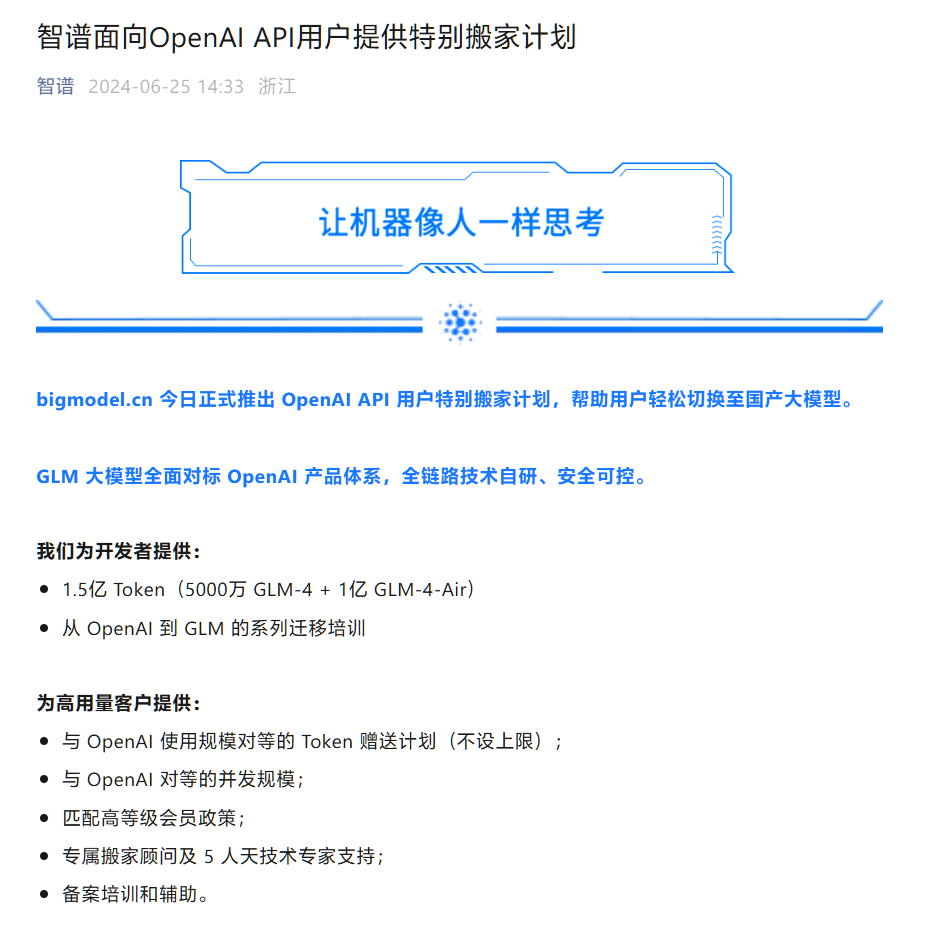 智谱面向OpenAI API用户提供特别搬家计划
智谱 2024-06-25 14:33 浙江
让机器像人一样思考
bigmodel.cn 今日正式推出 OpenAI API 用户特别搬家计划，帮助用户轻松切换至国产大模型。
GLM 大模型全面对标 OpenAI 产品体系，全链路技术自研、安全可控。
我们为开发者提供：
• 1.5亿 Token（5000万 GLM-4 + 1亿 GLM-4-Air）
• 从 OpenAI 到 GLM 的系列迁移培训
为高用量客户提供：
• 与 OpenAI 使用规模对等的 Token 赠送计划（不设上限）；
• 与 OpenAI 对等的并发规模；
• 匹配高等级会员政策；
• 专属搬家顾问及 5 人天技术专家支持；
• 备案培训和辅助。